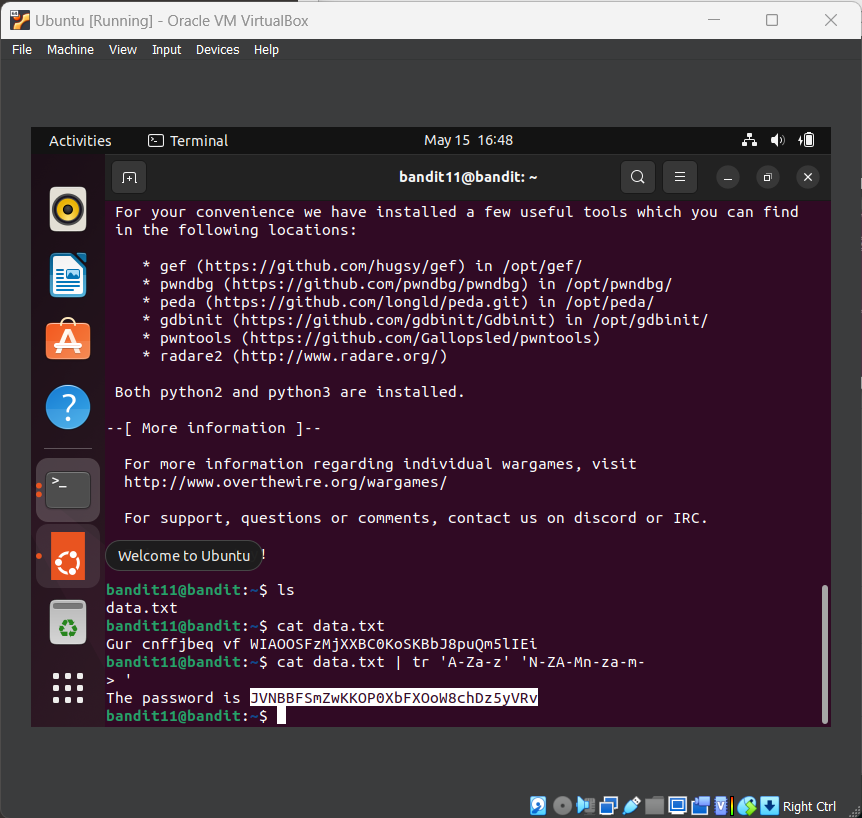 Ubuntu [Running] - Oracle VM VirtualBox
File Machine View Input Devices Help
Activities Terminal May 15 16:48
bandit11@bandit: ~
For your convenience we have installed a few useful tools which you can find
in the following locations:
* gef (https://github.com/hugsy/gef) in /opt/gef/
* pwndbg (https://github.com/pwndbg/pwndbg) in /opt/pwndbg/
* peda (https://github.com/longld/peda.git) in /opt/peda/
* gdbinit (https://github.com/gdbinit/Gdbinit) in /opt/gdbinit/
* pwntools (https://github.com/Gallopsled/pwntools)
* radare2 (http://www.radare.org/)
Both python2 and python3 are installed.
--[ More information ]--
For more information regarding individual wargames, visit
http://www.overthewire.org/wargames/
For support, questions or comments, contact us on discord or IRC.
Welcome to Ubuntu !
bandit11@bandit:~$ ls
data.txt
bandit11@bandit:~$ cat data.txt
Gur cnffjbeq vf WIAOOSFzMjXXBC0KoSKBbJ8puQm5lIEi
bandit11@bandit:~$ cat data.txt | tr 'A-Za-z' 'N-ZA-Mn-za-m-
> '
The password is JVNBBFSmZwKKOP0XbFXOoW8chDz5yVRv
bandit11@bandit:~$
Right Ctrl